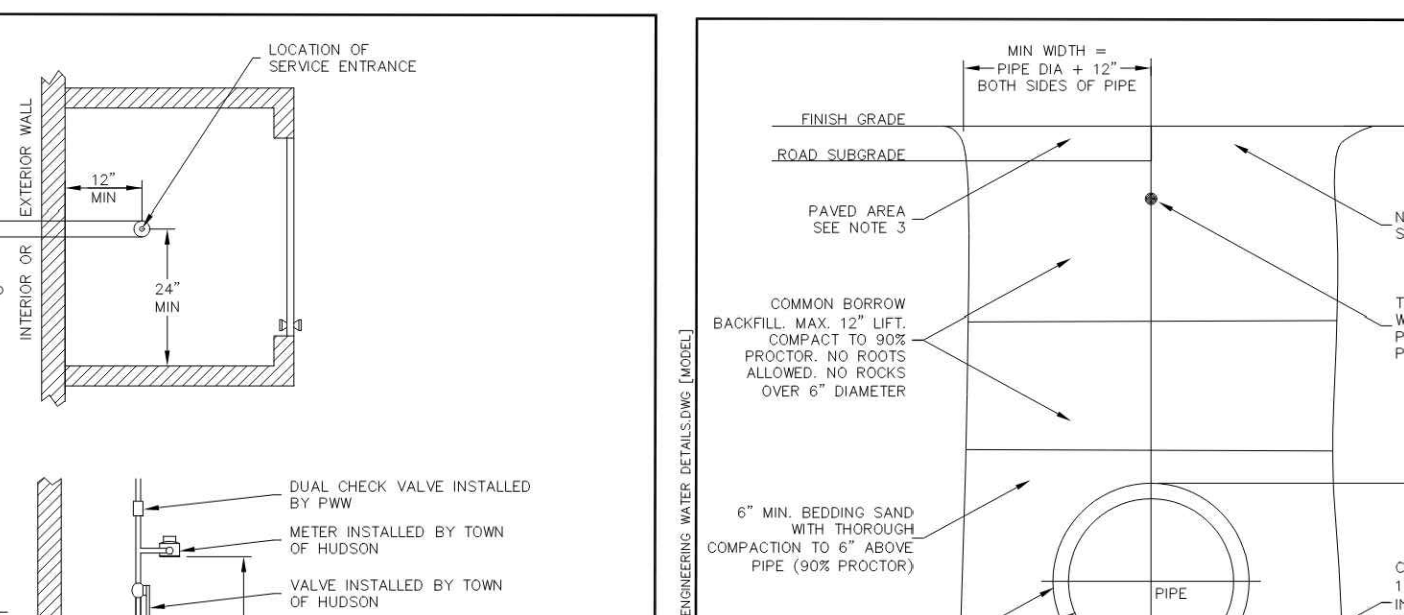 LOCATION OF
SERVICE ENTRANCE
INTERIOR OR EXTERIOR WALL
12"
MIN
24"
MIN
DUAL CHECK VALVE INSTALLED
BY PWW
METER INSTALLED BY TOWN
OF HUDSON
VALVE INSTALLED BY TOWN
OF HUDSON
ENGINEERING WATER DETAILS.DWG [MODEL]
MIN WIDTH =
PIPE DIA + 12"
BOTH SIDES OF PIPE
FINISH GRADE
ROAD SUBGRADE
PAVED AREA
SEE NOTE 3
COMMON BORROW
BACKFILL. MAX. 12" LIFT.
COMPACT TO 90%
PROCTOR. NO ROOTS
ALLOWED. NO ROCKS
OVER 6" DIAMETER
6" MIN. BEDDING SAND
WITH THOROUGH
COMPACTION TO 6" ABOVE
PIPE (90% PROCTOR)
PIPE